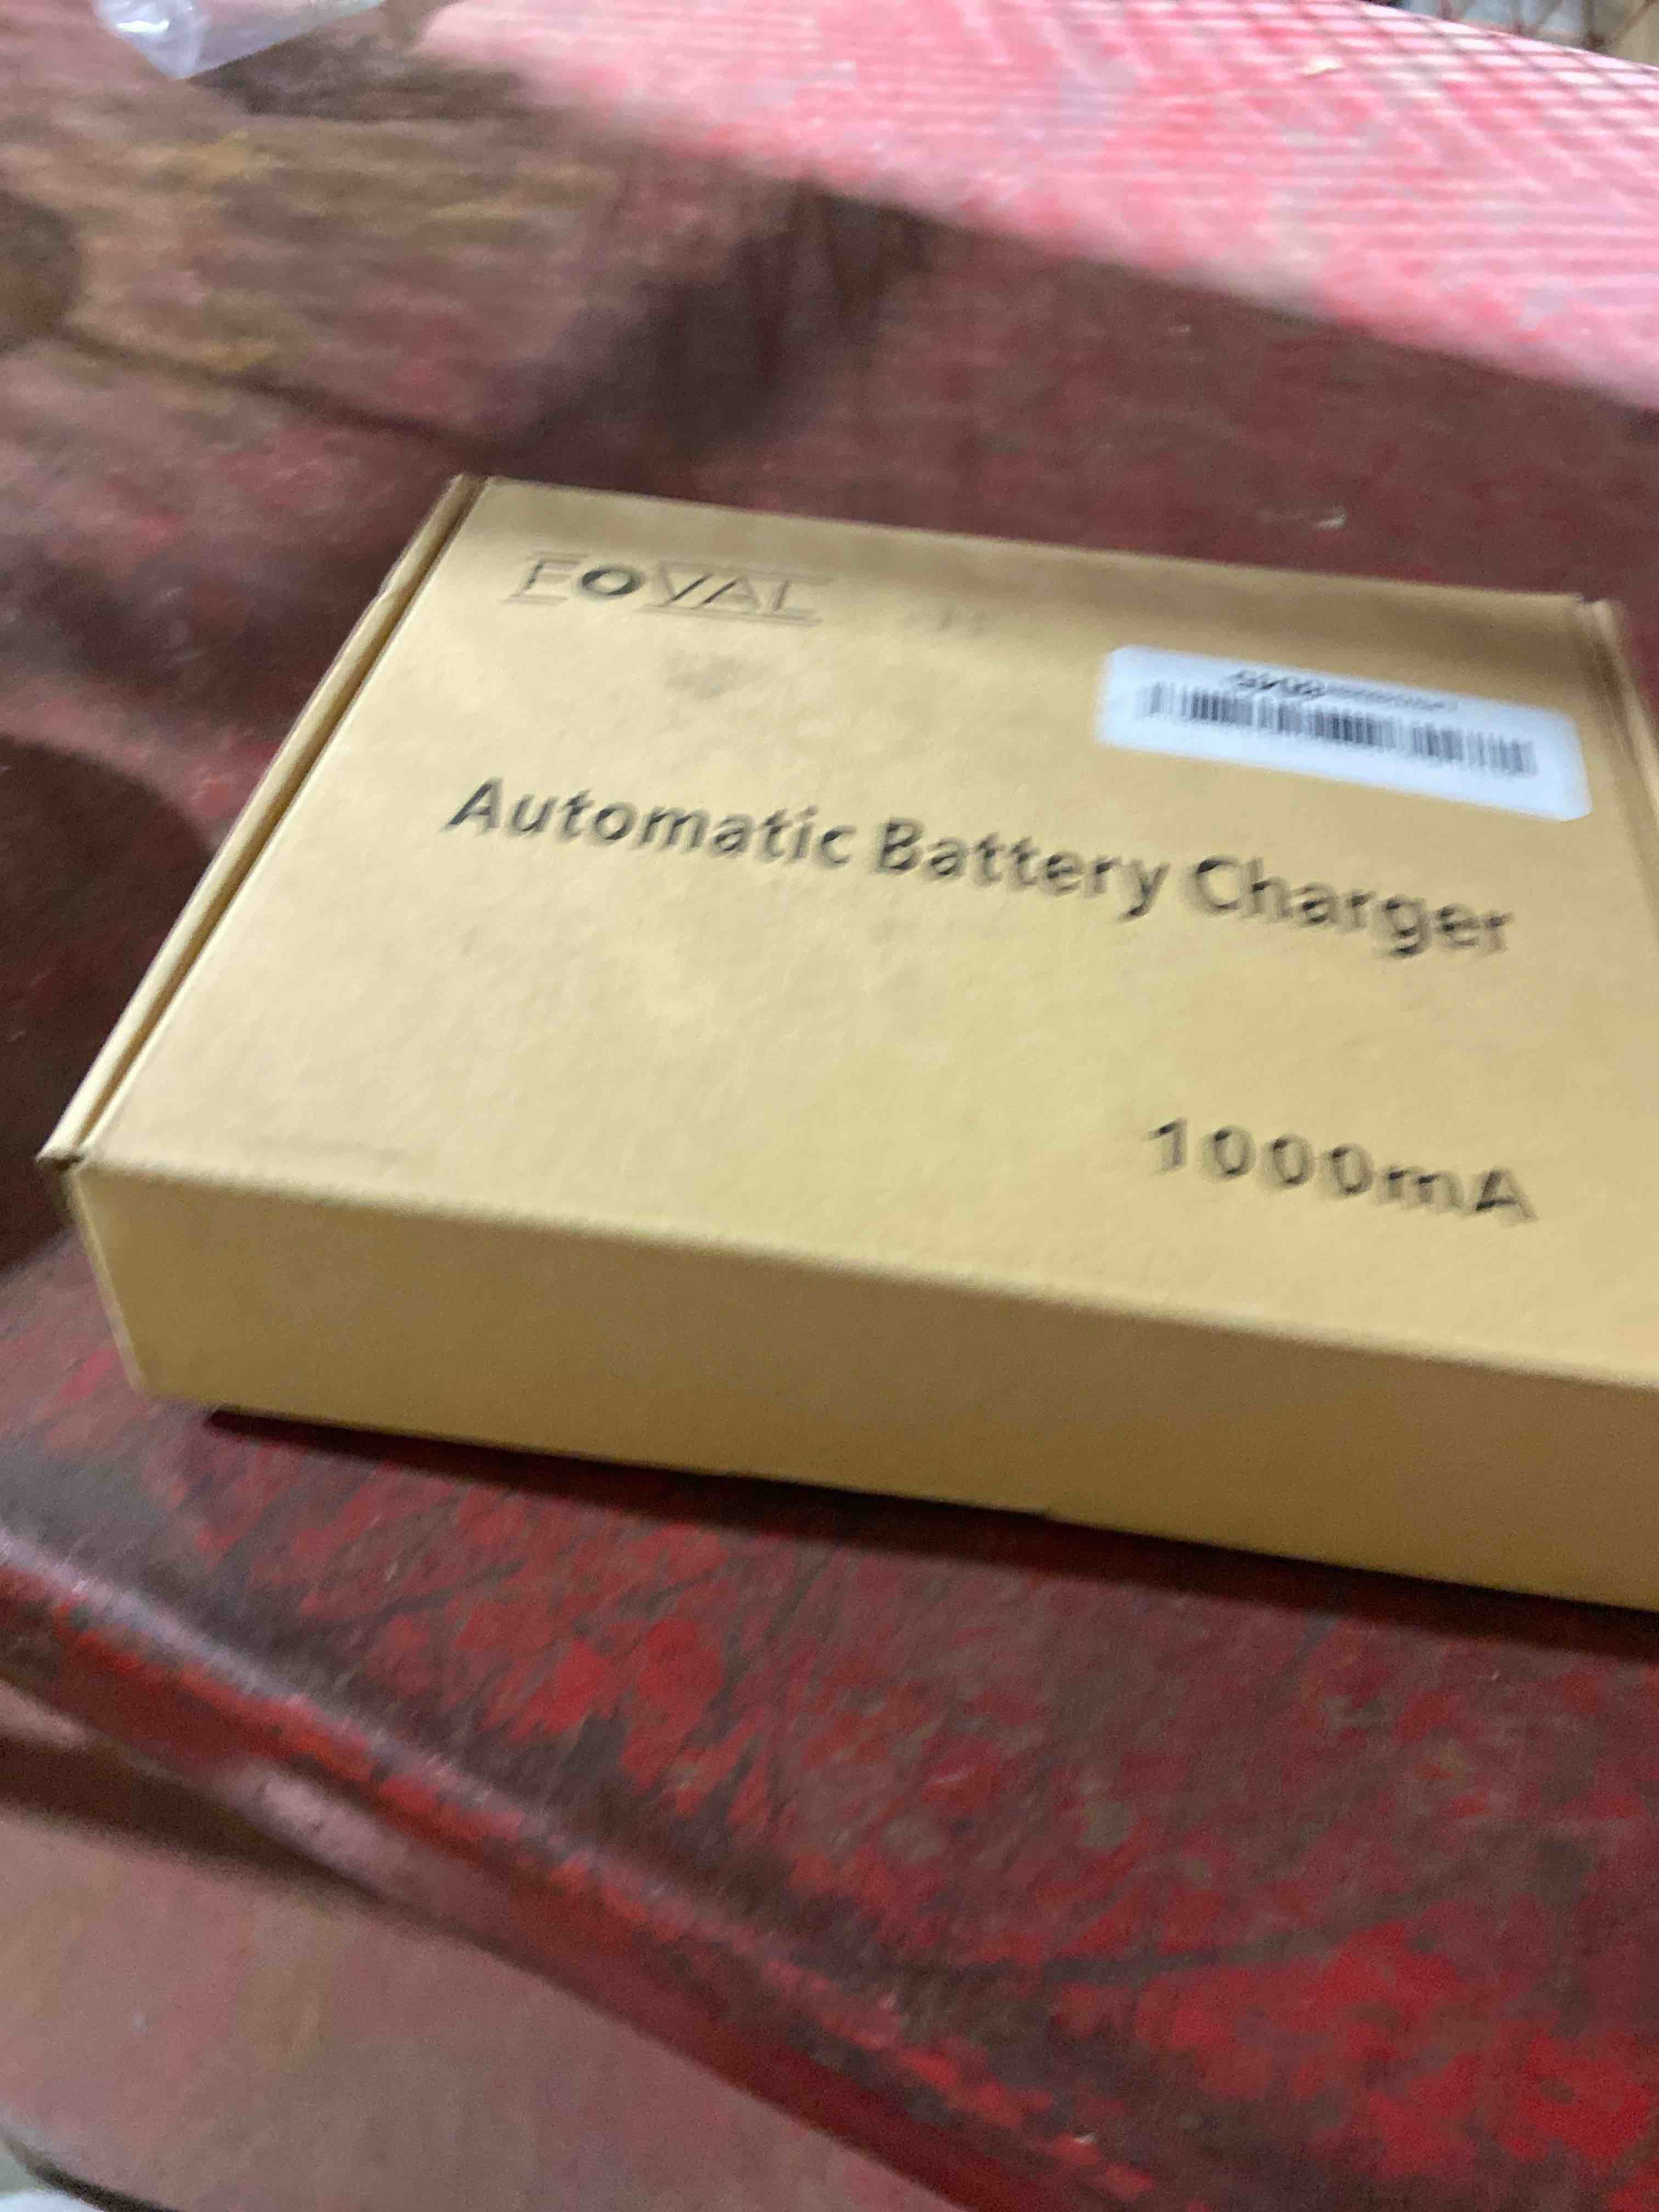 FOVAL
Automatic Battery Charger
1000mA